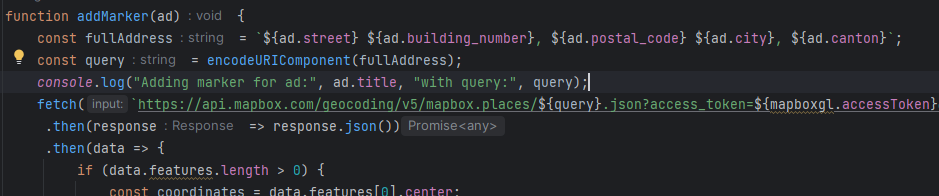 function addMarker(ad) :void {
const fullAddress :string = `${ad.street} ${ad.building_number}, ${ad.postal_code} ${ad.city}, ${ad.canton}`;
const query :string = encodeURIComponent(fullAddress);
console.log("Adding marker for ad:", ad.title, "with query:", query);
fetch( input: `https://api.mapbox.com/geocoding/v5/mapbox.places/${query}.json?access_token=${mapboxgl.accessToken}
.then(response :Response => response.json()) Promise<any>
.then(data => {
if (data.features.length > 0) {
const coordinates = data.features[0].center;